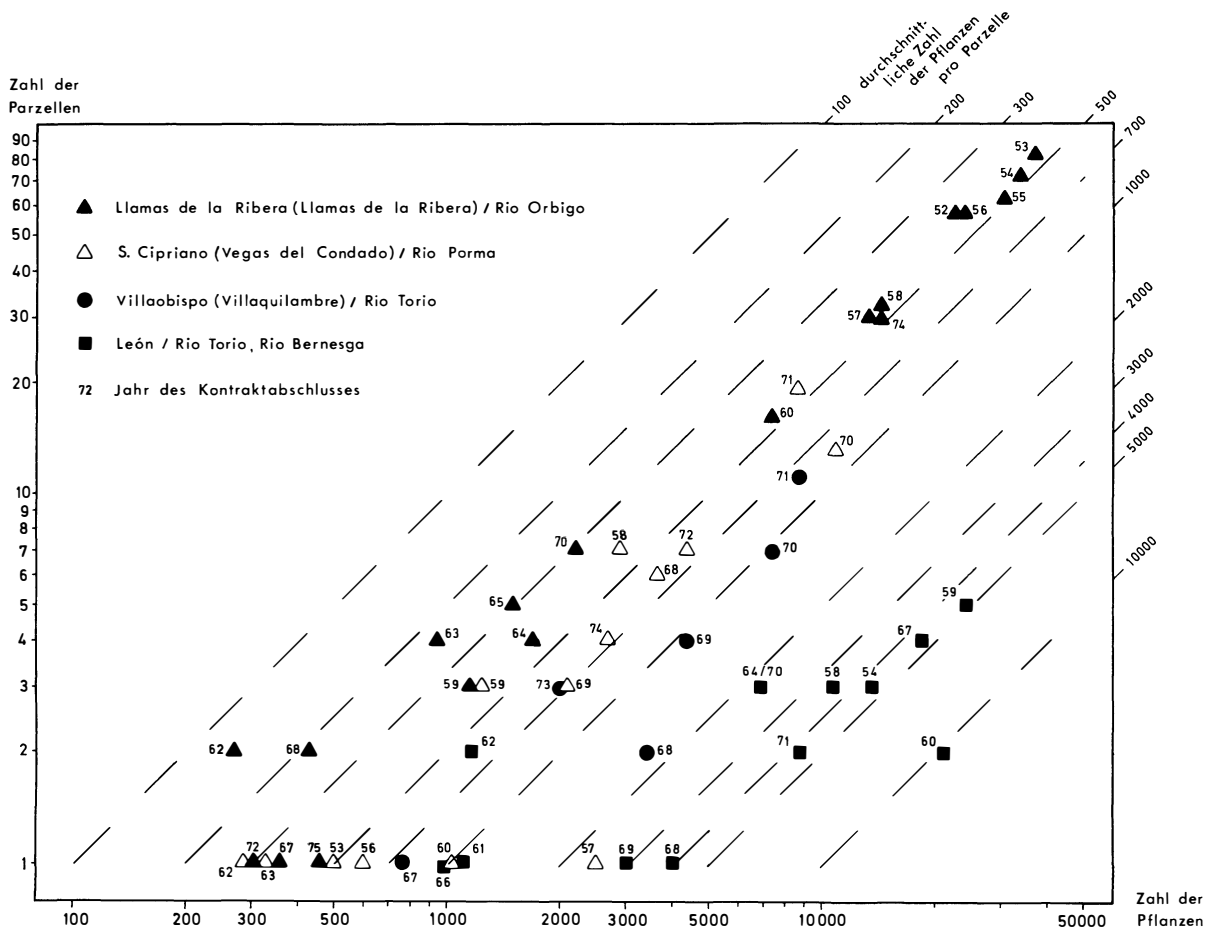 durchschnitt-
liche Zahl
der Pflanzen
pro Parzelle
Zahl der
Parzellen
100
200
300
500
700
1000
2000
3000
4000
5000
10000
90
80
70
60
50
40
30
20
10
9
8
7
6
5
4
3
2
1
Llamas de la Ribera (Llamas de la Ribera) / Rio Orbigo
S. Cipriano (Vegas del Condado) / Rio Porma
Villaobispo (Villaquilambre) / Rio Torio
León / Rio Torio, Rio Bernesga
72 Jahr des Kontraktabschlusses
53
54
55
52 56
58
57 74
71
60
70
71
70 58 72
70
68
65
59
63 64 74 69 67
59 59 73 69 64/70 58 54
62 68 62 68 71 60
72 67 75 53 56 60 61 57 69 68
62 63 67 66
100 200 300 500 1000 2000 3000 5000 10000 50000
Zahl der
Pflanzen